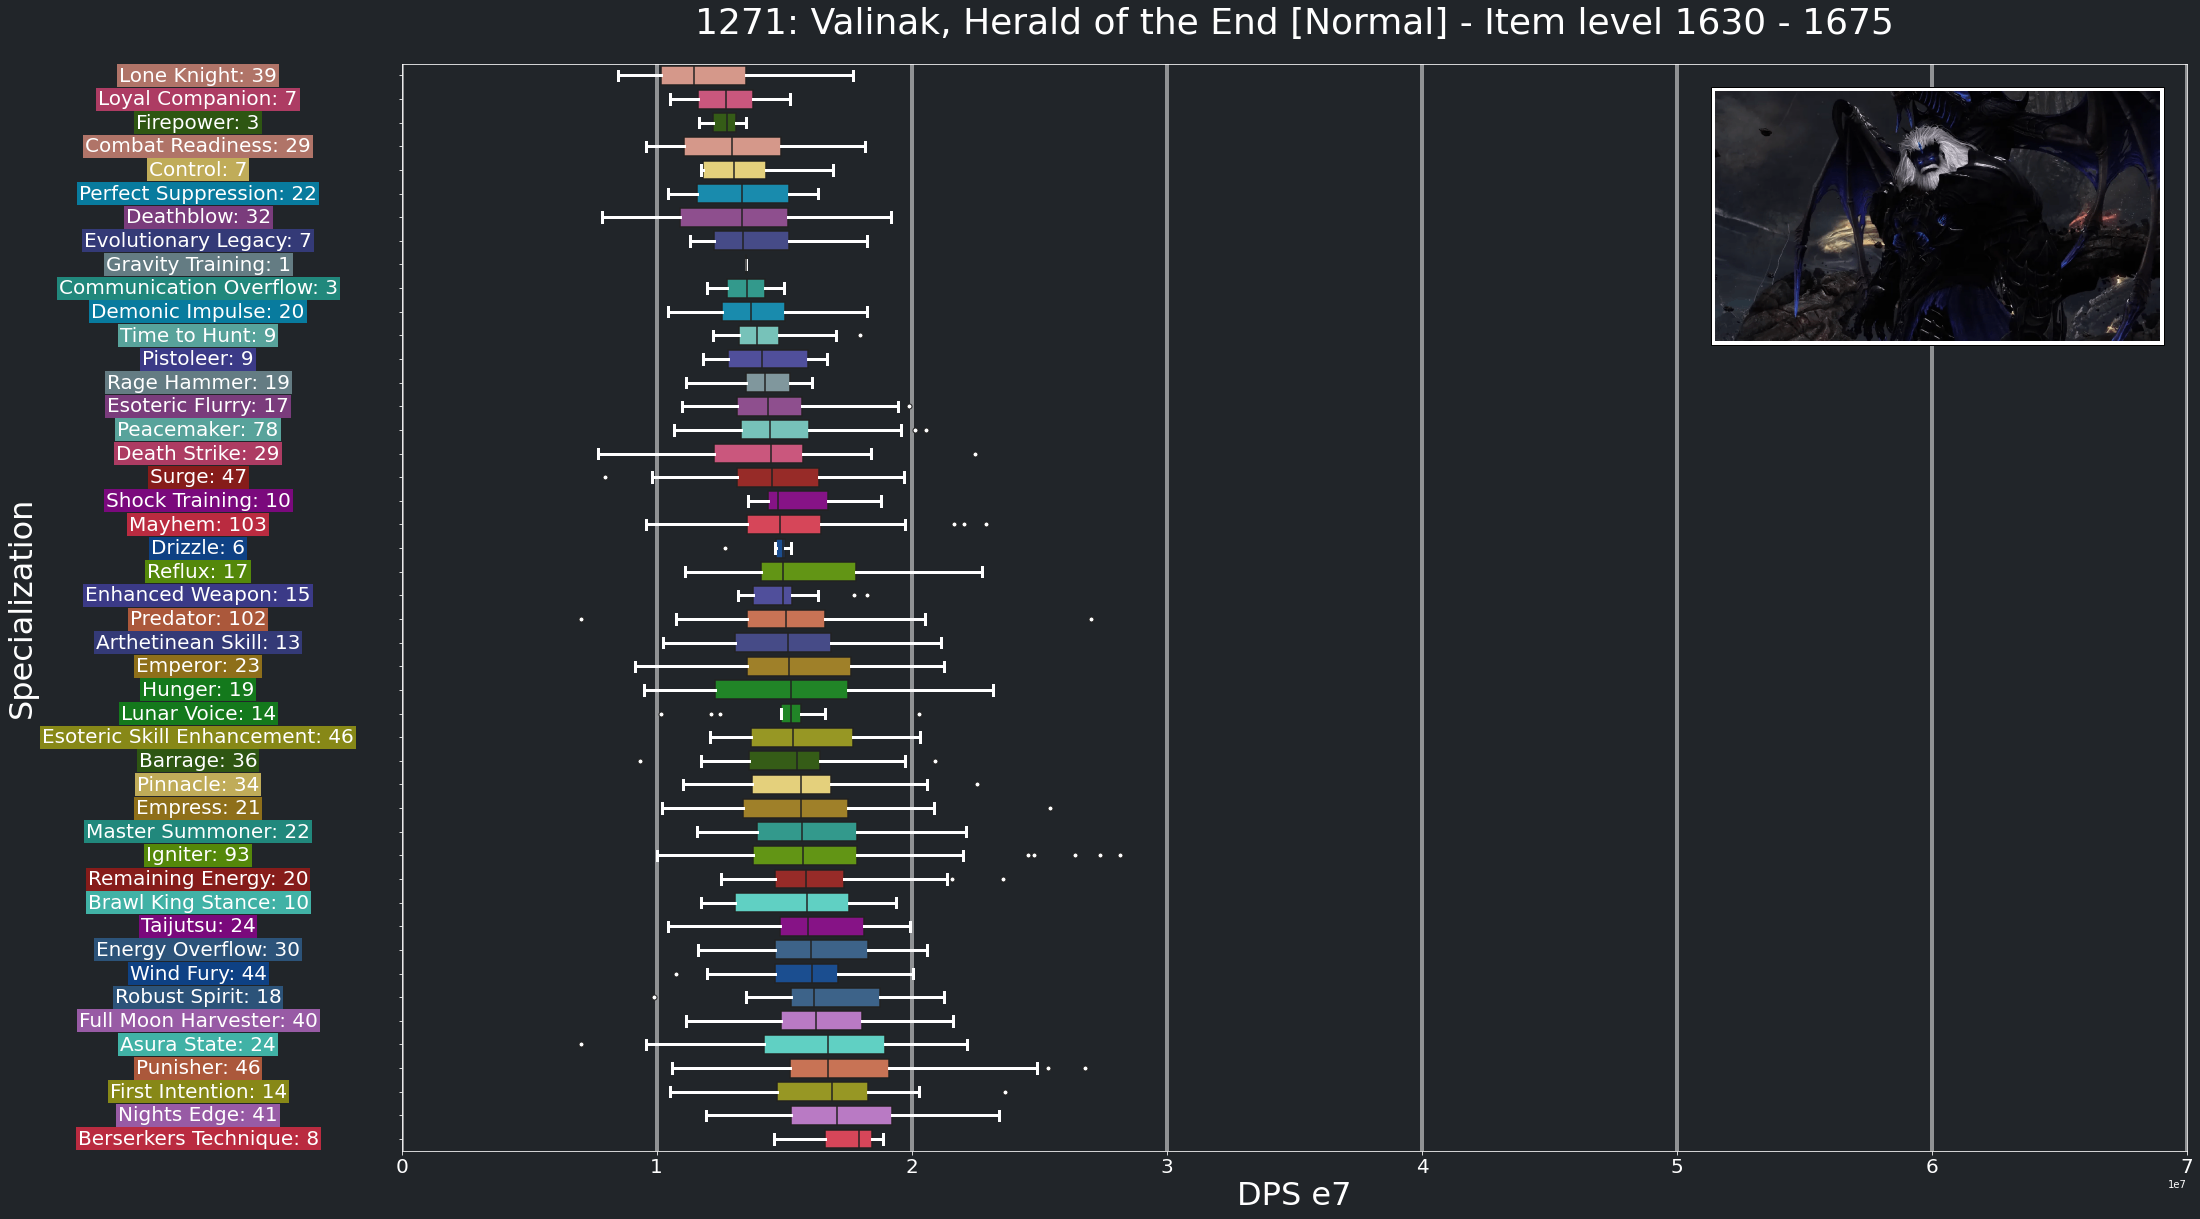 1271: Valinak, Herald of the End [Normal] - Item level 1630 - 1675
Lone Knight: 39
Loyal Companion: 7
Firepower: 3
Combat Readiness: 29
Control: 7
Perfect Suppression: 22
Deathblow: 32
Evolutionary Legacy: 7
Gravity Training: 1
Communication Overflow: 3
Demonic Impulse: 20
Time to Hunt: 9
Pistoleer: 9
Rage Hammer: 19
Esoteric Flurry: 17
Peacemaker: 78
Death Strike: 29
Surge: 47
Shock Training: 10
Mayhem: 103
Drizzle: 6
Reflux: 17
Enhanced Weapon: 15
Predator: 102
Arthetinean Skill: 13
Emperor: 23
Hunger: 19
Lunar Voice: 14
Esoteric Skill Enhancement: 46
Barrage: 36
Pinnacle: 34
Empress: 21
Master Summoner: 22
Igniter: 93
Remaining Energy: 20
Brawl King Stance: 10
Taijutsu: 24
Energy Overflow: 30
Wind Fury: 44
Robust Spirit: 18
Full Moon Harvester: 40
Asura State: 24
Punisher: 46
First Intention: 14
Nights Edge: 41
Berserkers Technique: 8
Specialization
0 1 2 3 4 5 6 7
1e7
DPS e7